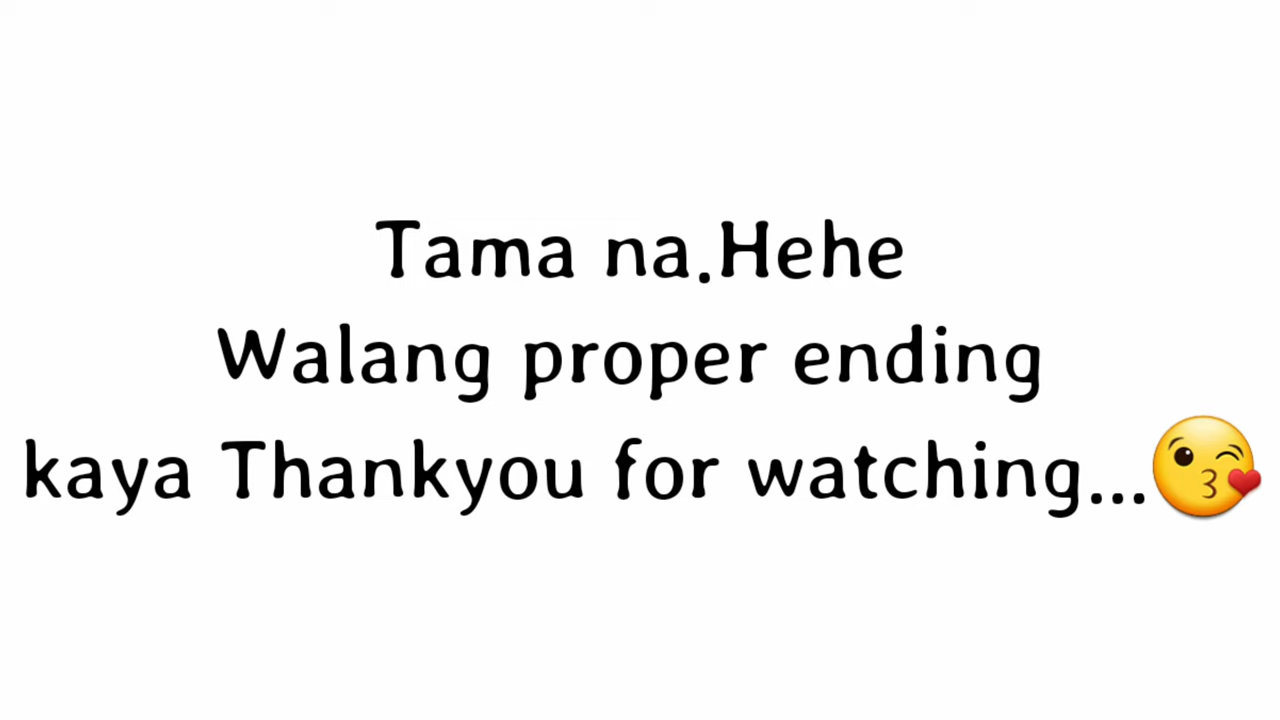 Tama na.Hehe
Walang proper ending
kaya Thankyou for watching...😘